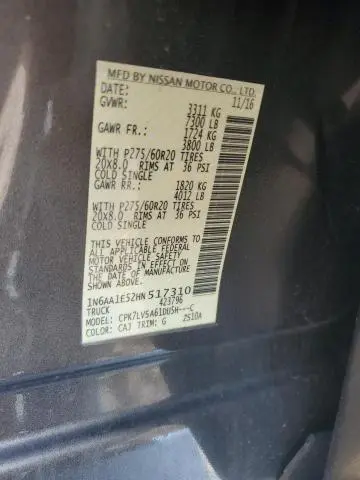 MFD BY NISSAN MOTOR CO., LTD.
DATE: 11/16
GVWR: 3311 KG
7300 LB
GAWR FR.: 1724 KG
3800 LB
WITH P275/60R20 TIRES
20X8.0 RIMS AT 36 PSI
COLD SINGLE
GAWR RR.: 1820 KG
4012 LB
WITH P275/60R20 TIRES
20X8.0 RIMS AT 36 PSI
COLD SINGLE
THIS VEHICLE CONFORMS TO
ALL APPLICABLE FEDERAL
MOTOR VEHICLE SAFETY
STANDARDS IN EFFECT ON THE
DATE OF MANUFACTURE
SHOWN ABOVE.
1N6AA1E52HN517310
TRUCK 423796
MODEL: CPK7LV5A61DU5H---C
COLOR: CAJ TRIM: G Z510A